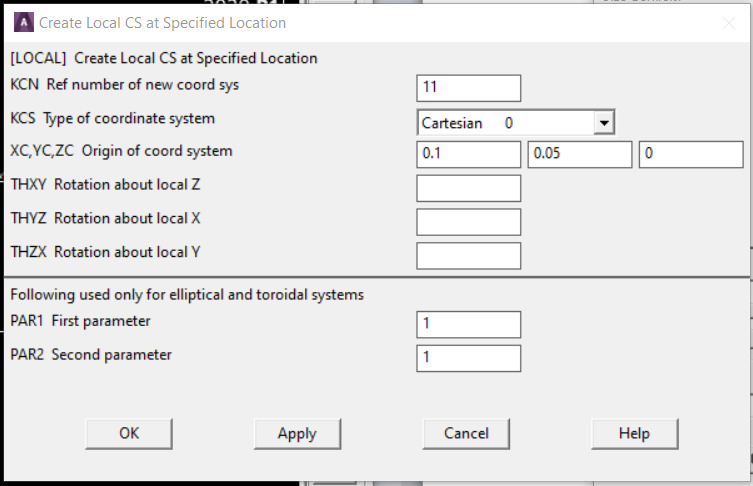 Create Local CS at Specified Location
[LOCAL] Create Local CS at Specified Location
KCN Ref number of new coord sys 11
KCS Type of coordinate system Cartesian 0
XC,YC,ZC Origin of coord system 0.1 0.05 0
THXY Rotation about local Z
THYZ Rotation about local X
THZX Rotation about local Y
Following used only for elliptical and toroidal systems
PAR1 First parameter 1
PAR2 Second parameter 1
OK Apply Cancel Help